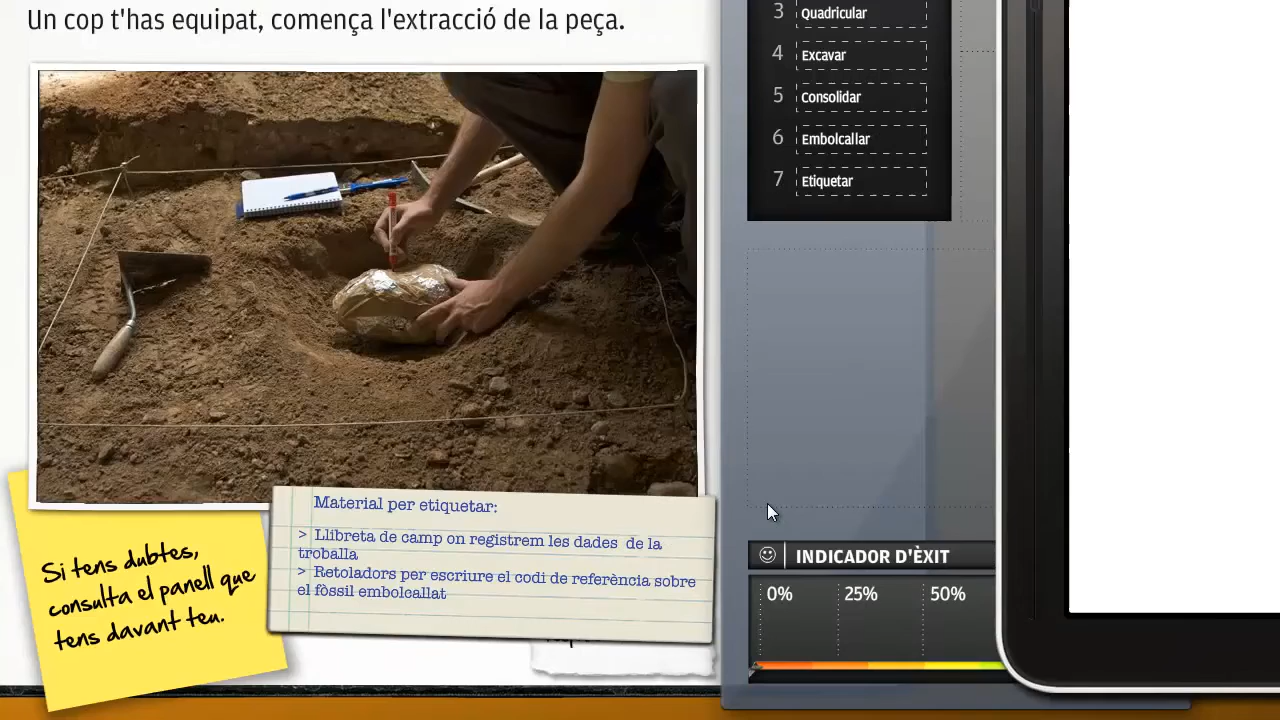 Un cop t'has equipat, comença l'extracció de la peça.
3 Quadricular
4 Excavar
5 Consolidar
6 Embolcallar
7 Etiquetar
Material per etiquetar:
> Llibreta de camp on registrem les dades de la
troballa
> Retoladors per escriure el codi de referència sobre
el fòssil embolcallat
Si tens dubtes,
consulta el panell que
tens davant teu.
INDICADOR D'ÈXIT
0% 25% 50%